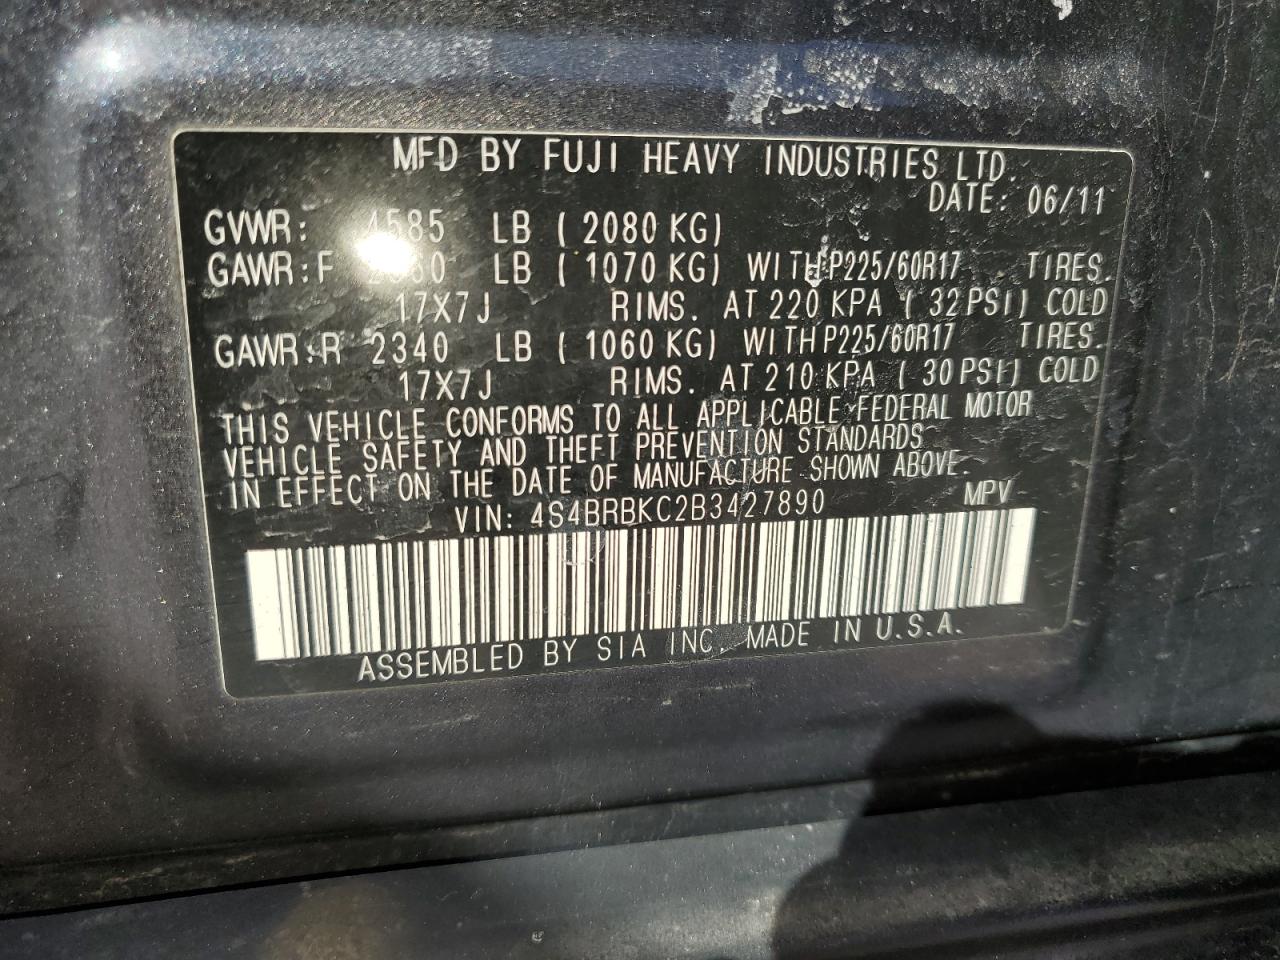 MFD BY FUJI HEAVY INDUSTRIES LTD.
DATE: 06/11
GVWR: 4585 LB ( 2080 KG)
GAWR:F LB ( 1070 KG) WITH P225/60R17 TIRES.
17X7J RIMS. AT 220 KPA ( 32 PSI) COLD
GAWR:R 2340 LB ( 1060 KG) WITH P225/60R17 TIRES.
17X7J RIMS. AT 210 KPA ( 30 PSI) COLD
THIS VEHICLE CONFORMS TO ALL APPLICABLE FEDERAL MOTOR
VEHICLE SAFETY AND THEFT PREVENTION STANDARDS
IN EFFECT ON THE DATE OF MANUFACTURE SHOWN ABOVE.
VIN: 4S4BRBKC2B3427890 MPV
ASSEMBLED BY SIA INC. MADE IN U.S.A.